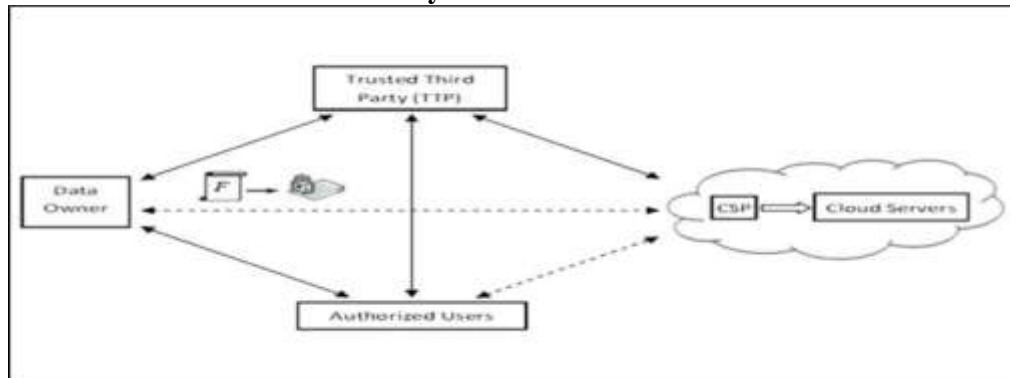 Trusted Third
Party (TTP)
F
Data
Owner
CSP
Cloud Servers
Authorized Users